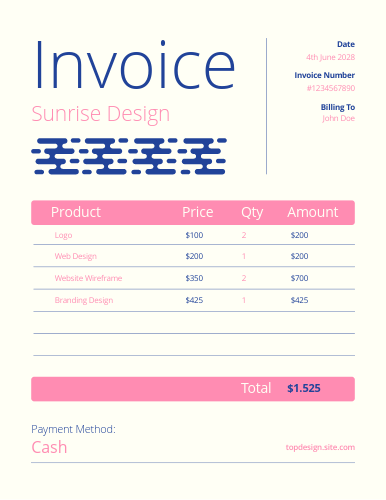 Invoice
Sunrise Design
Date
4th June 2028
Invoice Number
#1234567890
Billing To
John Doe
Product Price Qty Amount
Logo $100 2 $200
Web Design $200 1 $200
Website Wireframe $350 2 $700
Branding Design $425 1 $425
Total $1.525
Payment Method:
Cash
topdesign.site.com